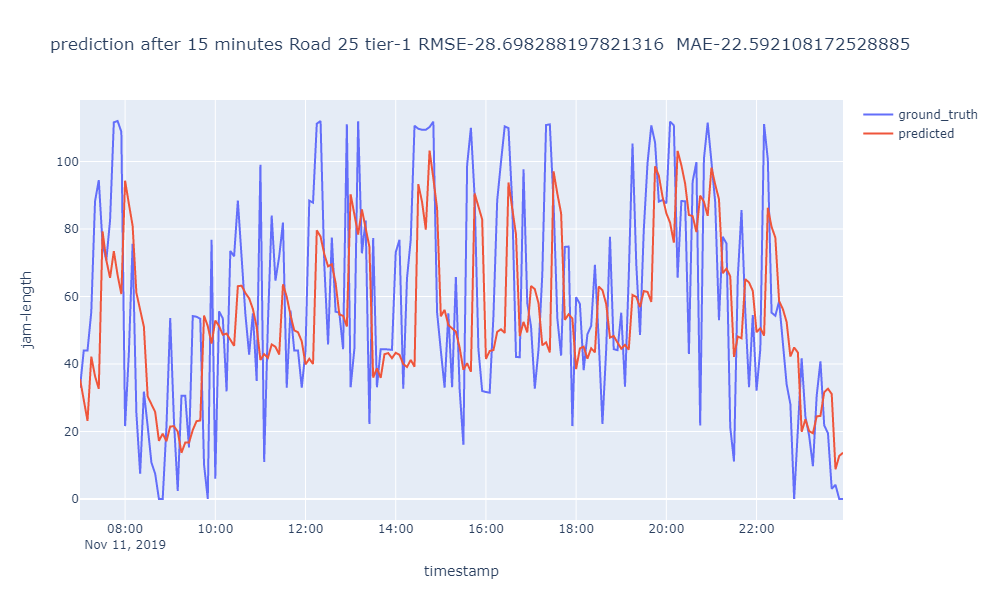 prediction after 15 minutes Road 25 tier-1 RMSE-28.698288197821316  MAE-22.592108172528885
ground_truth
predicted
jam-length
100
80
60
40
20
0
08:00 10:00 12:00 14:00 16:00 18:00 20:00 22:00
Nov 11, 2019
timestamp